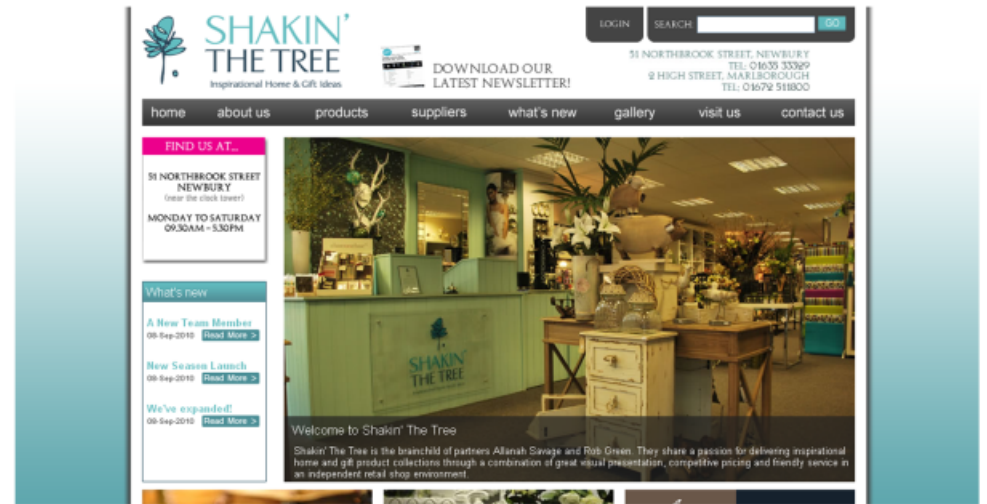 SHAKIN'
THE TREE
Inspirational Home & Gift Ideas
DOWNLOAD OUR
LATEST NEWSLETTER!
LOGIN
SEARCH
GO
51 NORTHBROOK STREET, NEWBURY
TEL: 01635 33329
2 HIGH STREET, MARLBOROUGH
TEL: 01672 511800
home about us products suppliers what's new gallery visit us contact us
FIND US AT...
51 NORTHBROOK STREET
NEWBURY
(near the clock tower)
MONDAY TO SATURDAY
09.30AM - 5.30PM
What's new
A New Team Member
08-Sep-2010 Read More >
New Season Launch
08-Sep-2010 Read More >
We've expanded!
08-Sep-2010 Read More >
SHAKIN'
THE TREE
Welcome to Shakin' The Tree
Shakin' The Tree is the brainchild of partners Allanah Savage and Rob Green. They share a passion for delivering inspirational
home and gift product collections through a combination of great visual presentation, competitive pricing and friendly service in
an independent retail shop environment.